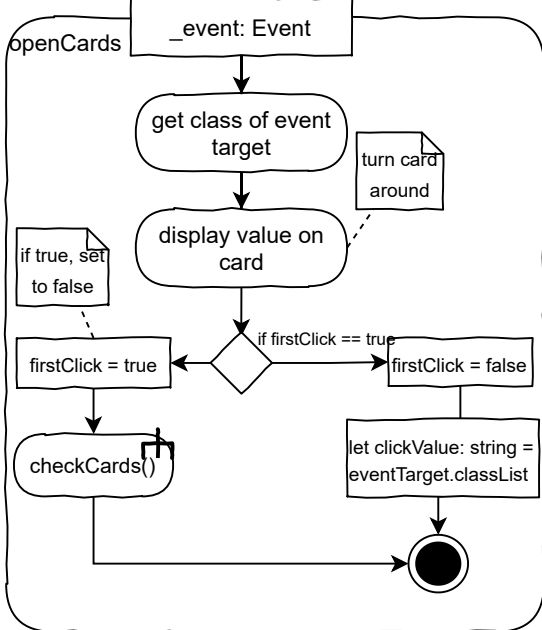 _event: Event
openCards
get class of event
target
turn card
around
display value on
card
if true, set
to false
if firstClick == true
firstClick = true
firstClick = false
let clickValue: string =
eventTarget.classList
checkCards()